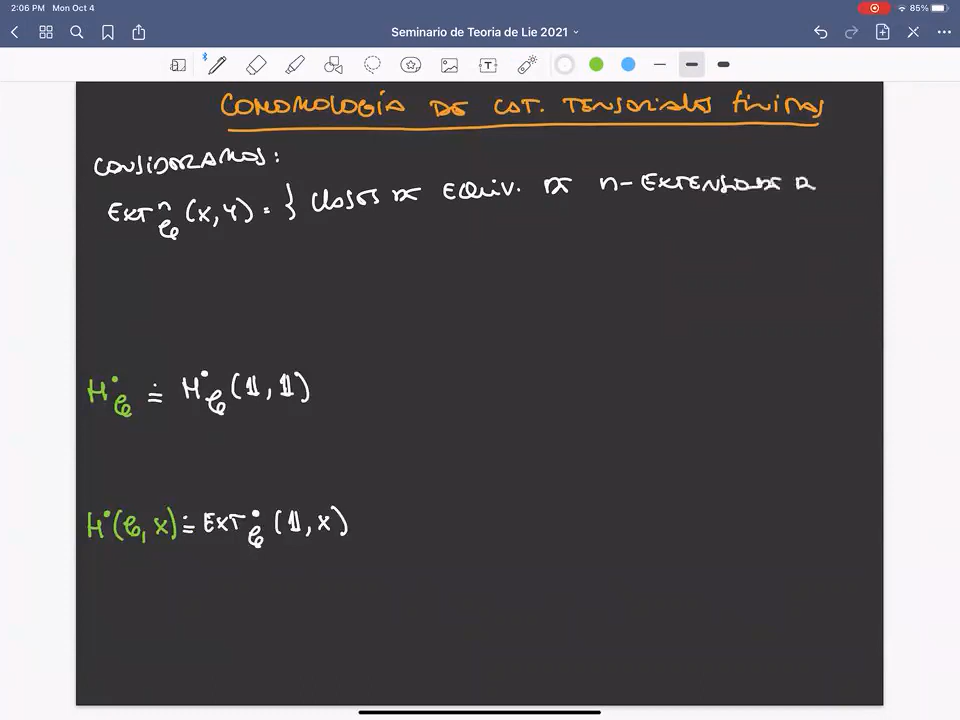 2:06 PM Mon Oct 4
85%
Seminario de Teoria de Lie 2021
COHOMOLOGÍA DE CAT. TENSORIALES FINITAS
CONSIDERAMOS:
EXT^n_𝒞 (X, Y) = { CLASES DE EQUIV. DE n-EXTENSIONES DE
H^•_𝒞 ≐ H^•_𝒞 (𝟙, 𝟙)
H^•(𝒞, X) ≐ EXT^•_𝒞 (𝟙, X)